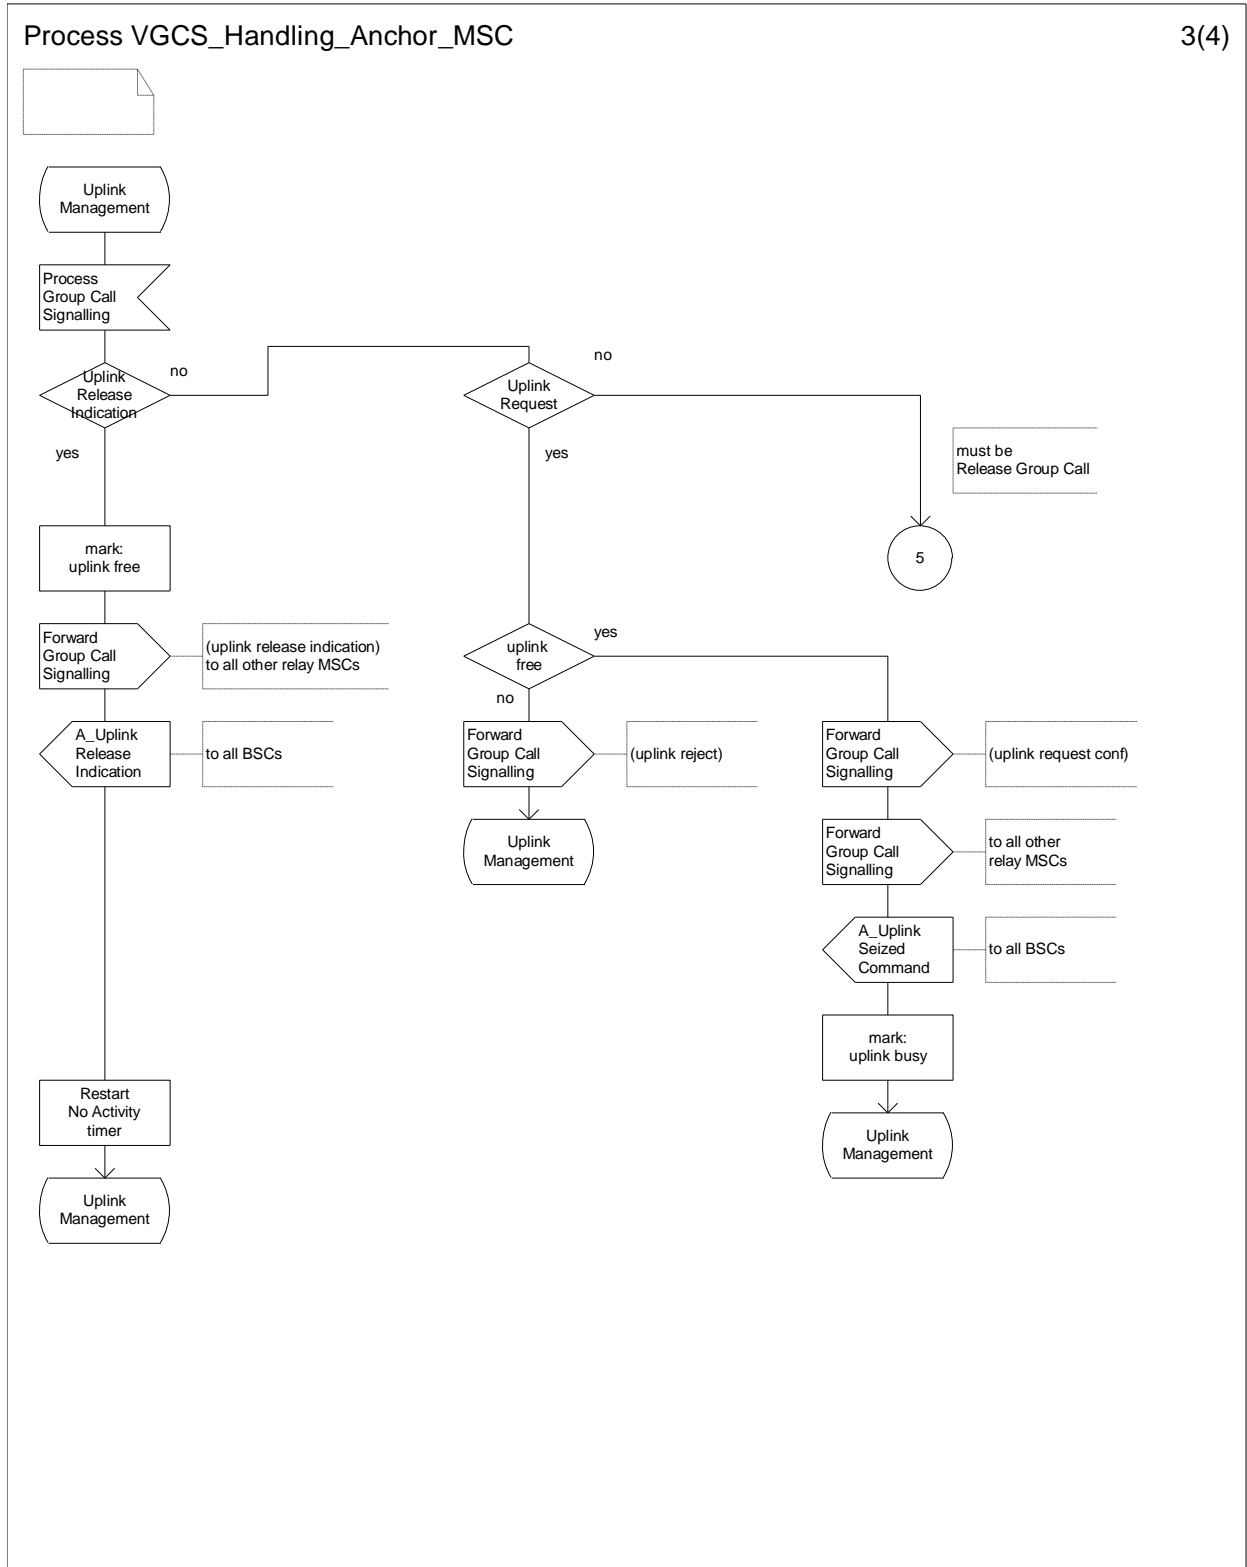 Process VGCS_Handling_Anchor_MSC
3(4)
Uplink
Management
Process
Group Call
Signalling
Uplink
Release
Indication
no
yes
Uplink
Request
no
yes
must be
Release Group Call
5
mark:
uplink free
Forward
Group Call
Signalling
(uplink release indication)
to all other relay MSCs
uplink
free
yes
no
A_Uplink
Release
Indication
to all BSCs
Forward
Group Call
Signalling
(uplink reject)
Forward
Group Call
Signalling
(uplink request conf)
Uplink
Management
Forward
Group Call
Signalling
to all other
relay MSCs
A_Uplink
Seized
Command
to all BSCs
mark:
uplink busy
Restart
No Activity
timer
Uplink
Management
Uplink
Management